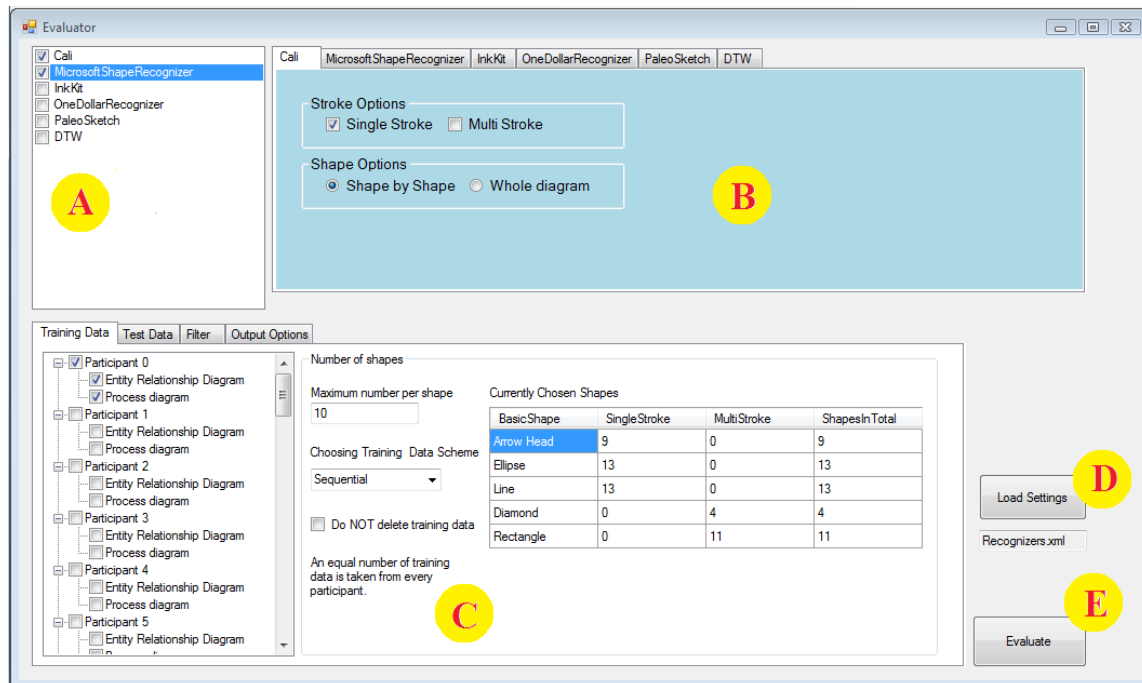 Evaluator
Cali
MicrosoftShapeRecognizer
InkKit
OneDollarRecognizer
PaleoSketch
DTW
A
Cali MicrosoftShapeRecognizer InkKit OneDollarRecognizer PaleoSketch DTW
Stroke Options
Single Stroke Multi Stroke
Shape Options
Shape by Shape Whole diagram
B
Training Data Test Data Filter Output Options
Participant 0
Entity Relationship Diagram
Process diagram
Participant 1
Entity Relationship Diagram
Process diagram
Participant 2
Entity Relationship Diagram
Process diagram
Participant 3
Entity Relationship Diagram
Process diagram
Participant 4
Entity Relationship Diagram
Process diagram
Participant 5
Entity Relationship Diagram
Number of shapes
Maximum number per shape
10
Choosing Training Data Scheme
Sequential
Do NOT delete training data
An equal number of training
data is taken from every
participant.
C
Currently Chosen Shapes
BasicShape SingleStroke MultiStroke ShapesInTotal
Arrow Head 9 0 9
Ellipse 13 0 13
Line 13 0 13
Diamond 0 4 4
Rectangle 0 11 11
D
Load Settings
Recognizers.xml
E
Evaluate